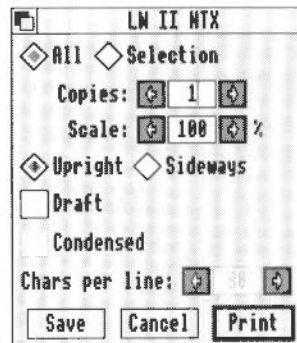 LW II NTX
All Selection
Copies: 1
Scale: 100 %
Upright Sideways
Draft
Condensed
Chars per line: 80
Save Cancel Print